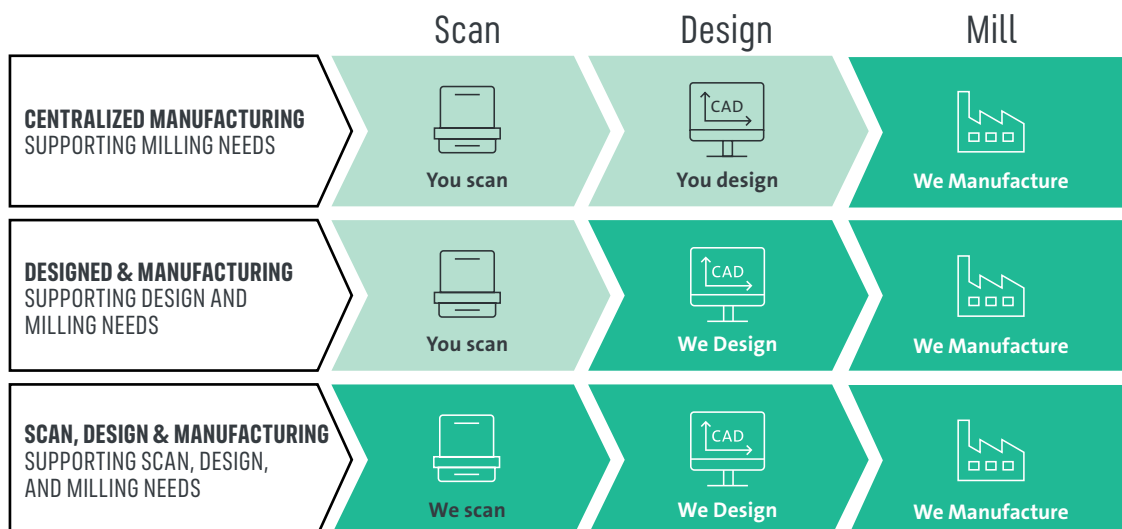 Scan Design Mill
CENTRALIZED MANUFACTURING
SUPPORTING MILLING NEEDS
CAD
You scan You design We Manufacture
DESIGNED & MANUFACTURING
SUPPORTING DESIGN AND
MILLING NEEDS
CAD
You scan We Design We Manufacture
SCAN, DESIGN & MANUFACTURING
SUPPORTING SCAN, DESIGN,
AND MILLING NEEDS
CAD
We scan We Design We Manufacture